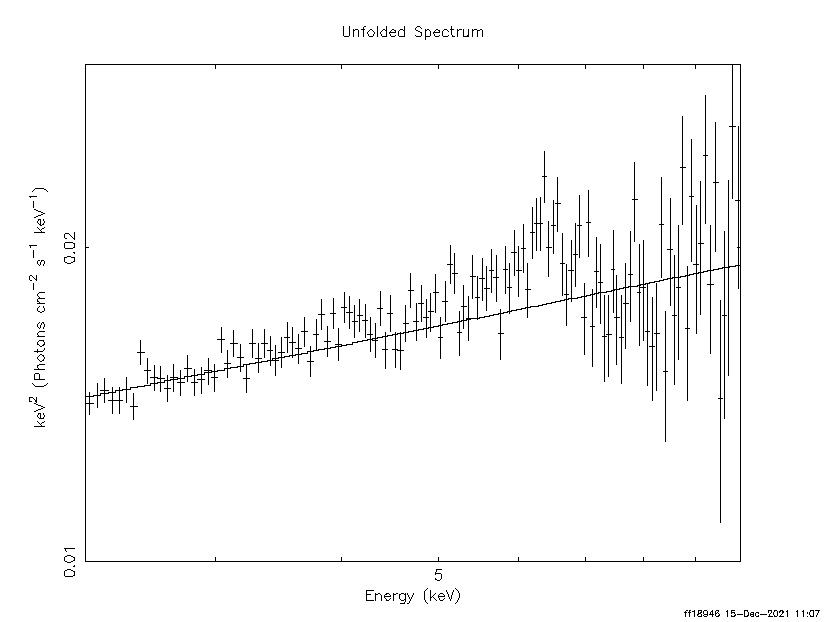 Unfolded Spectrum
keV² (Photons cm⁻² s⁻¹ keV⁻¹)
0.02
0.01
5
Energy (keV)
ff18946 15-Dec-2021 11:07